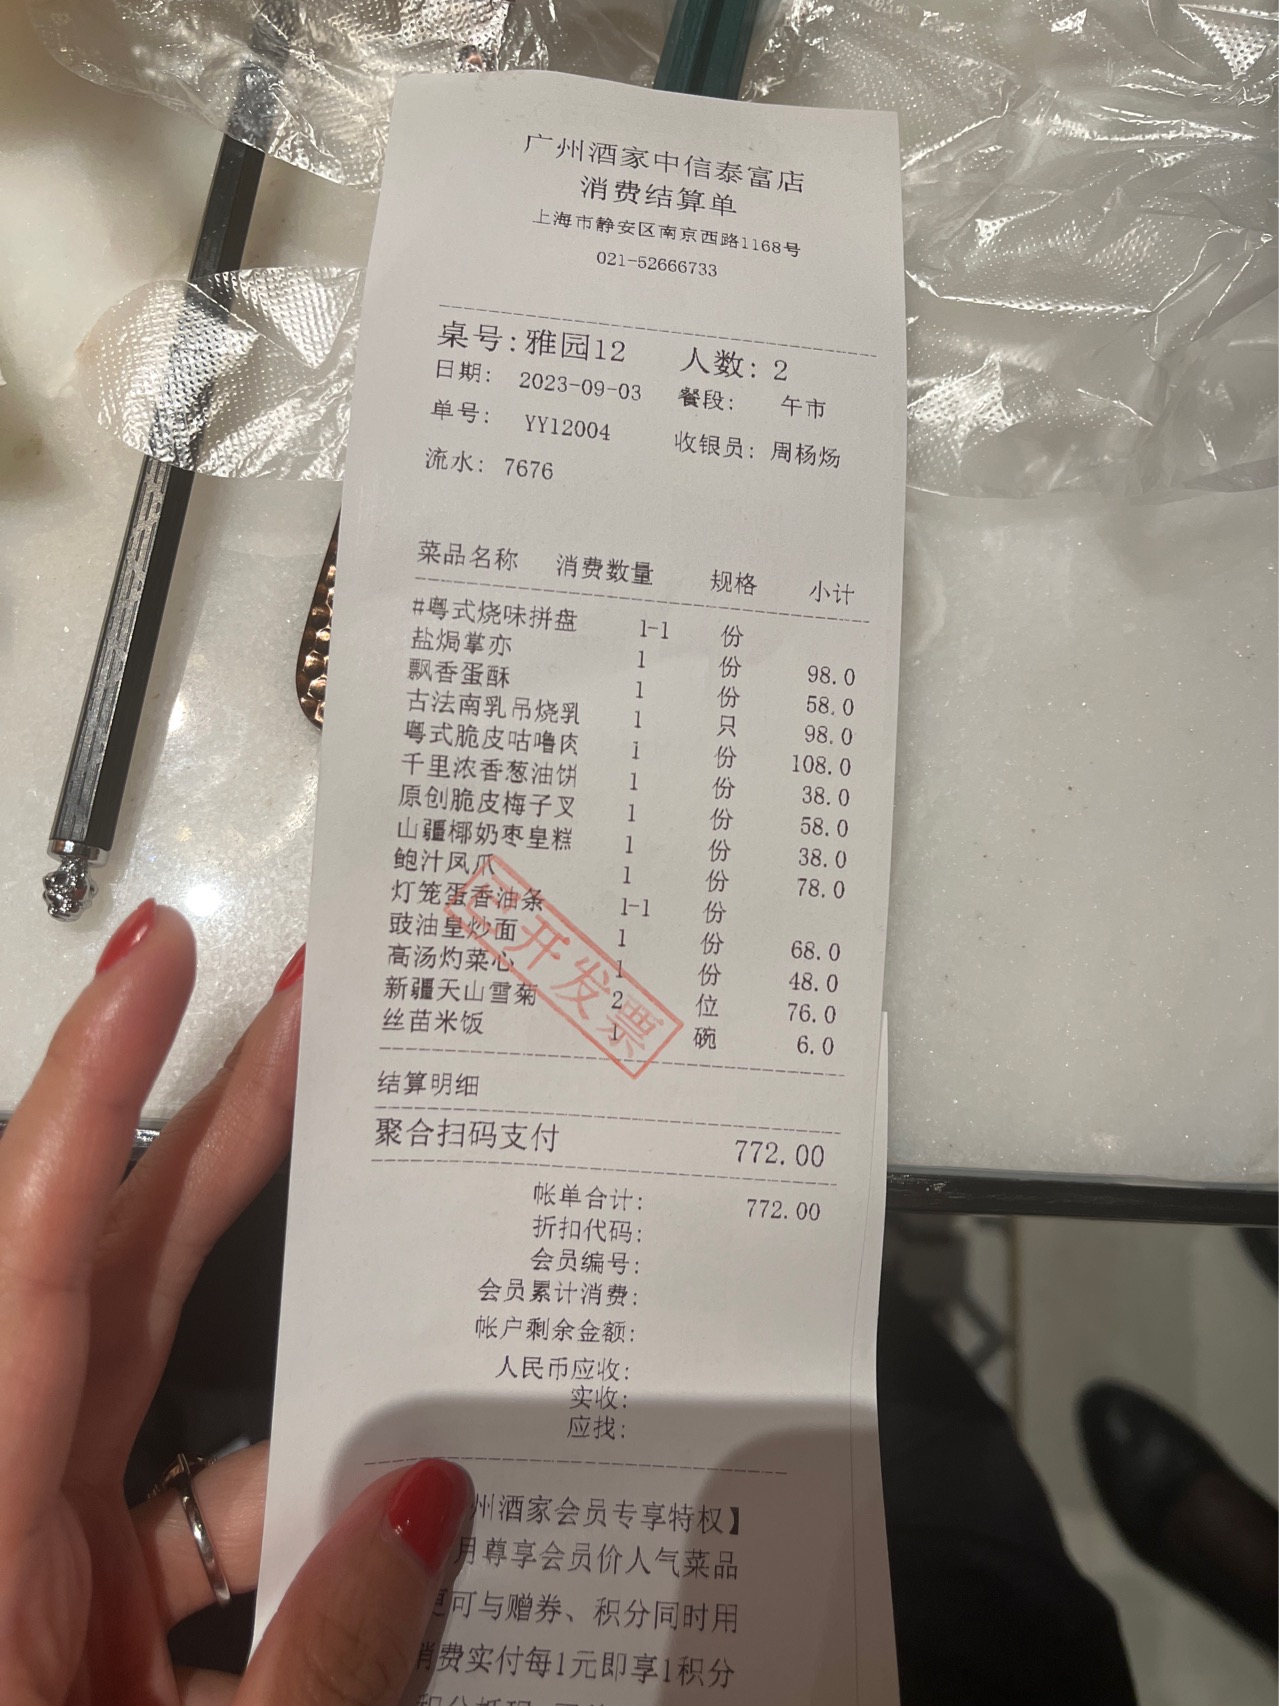 广州酒家中信泰富店
消费结算单
上海市静安区南京西路1168号
021-52666733
桌号:雅园12 人数: 2
日期: 2023-09-03 餐段: 午市
单号: YY12004 收银员: 周杨炀
流水: 7676
菜品名称 消费数量 规格 小计
#粤式烧味拼盘 1-1 份
盐焗掌亦 1 份 98.0
飘香蛋酥 1 份 58.0
古法南乳吊烧乳 1 只 98.0
粤式脆皮咕噜肉 1 份 108.0
千里浓香葱油饼 1 份 38.0
原创脆皮梅子叉 1 份 58.0
山疆椰奶枣皇糕 1 份 38.0
鲍汁凤爪 1 份 78.0
灯笼蛋香油条 1-1 份
豉油皇炒面 1 份 68.0
高汤灼菜心 1 份 48.0
新疆天山雪菊 2 位 76.0
丝苗米饭 1 碗 6.0
已开发票
结算明细
聚合扫码支付 772.00
帐单合计: 772.00
折扣代码:
会员编号:
会员累计消费:
帐户剩余金额:
人民币应收:
实收:
应找:
州酒家会员专享特权】
月尊享会员价人气菜品
更可与赠券、积分同时用
消费实付每1元即享1积分